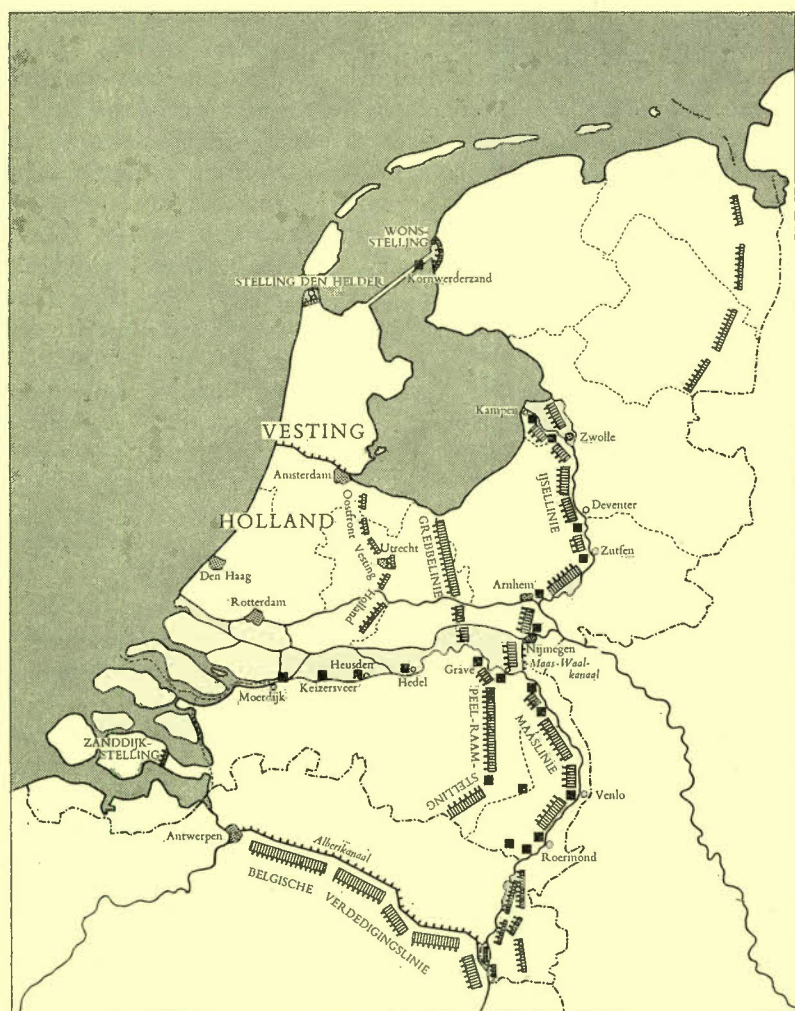 WONS-
STELLING
Kornwerderzand
STELLING DEN HELDER
Kampen
Zwolle
VESTING
HOLLAND
Amsterdam
Oostfront
Vesting
Holland
Utrecht
GREBBELINIE
IJSELLINIE
Deventer
Zutfen
Den Haag
Rotterdam
Arnhem
Nijmegen
Maas-Waal-
kanaal
Moerdijk
Keizersveer
Heusden
Hedel
Grave
PEEL-RAAM-
STELLING
MAASLINIE
ZANDDIJK-
STELLING
Venlo
Roermond
Antwerpen
Albertkanaal
BELGISCHE
VERDEDIGINGSLINIE